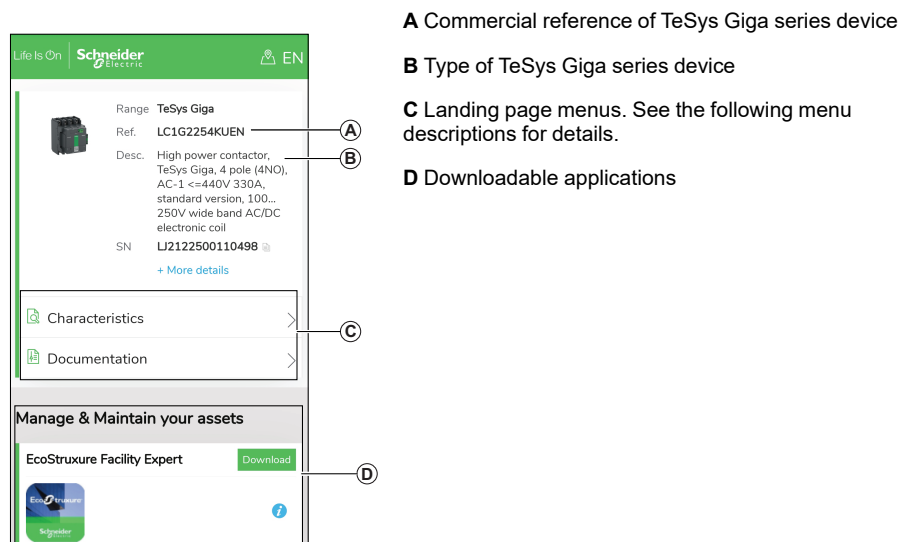 Life Is On Schneider Electric EN
Range TeSys Giga
Ref. LC1G2254KUEN
A
Desc. High power contactor,
TeSys Giga, 4 pole (4NO),
AC-1 <=440V 330A,
standard version, 100...
250V wide band AC/DC
electronic coil
B
SN LJ2122500110498
+ More details
Characteristics
Documentation
C
Manage & Maintain your assets
EcoStruxure Facility Expert Download
D
EcoStruxure
Schneider
Electric
i
A Commercial reference of TeSys Giga series device
B Type of TeSys Giga series device
C Landing page menus. See the following menu
descriptions for details.
D Downloadable applications